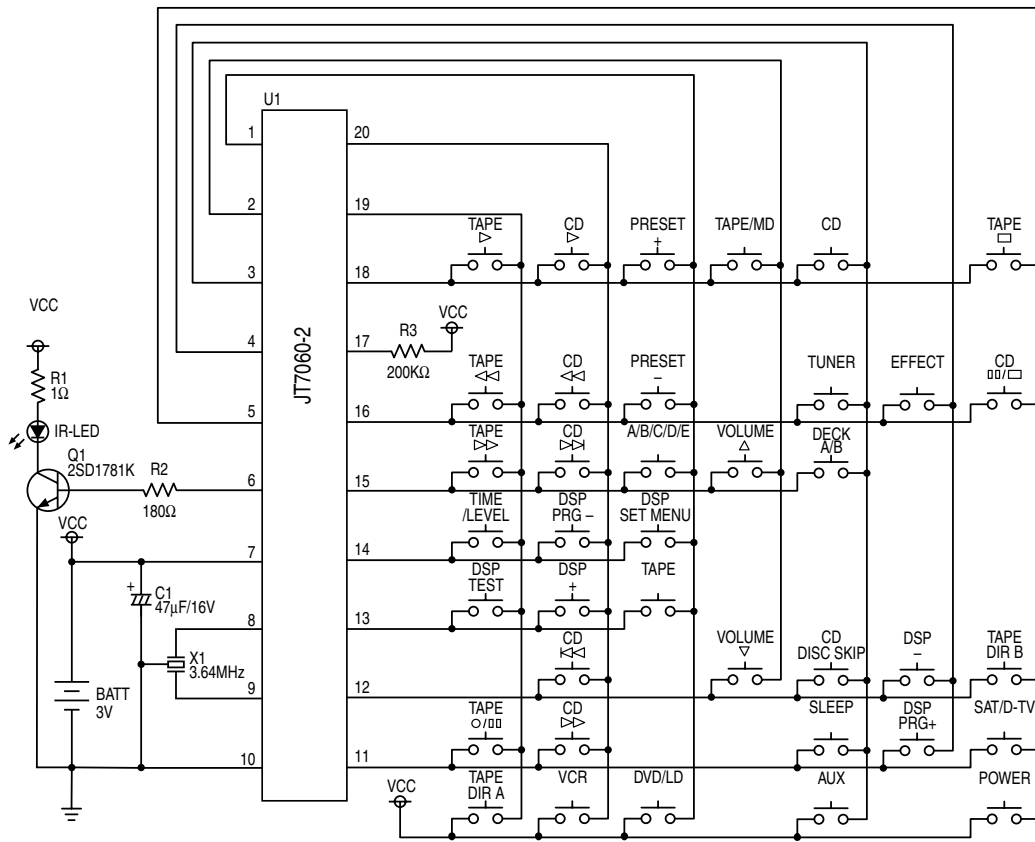 U1
1
20
2
19
TAPE
CD
PRESET
+
TAPE/MD
CD
TAPE
3
18
VCC
JT7060-2
4
17
R3
200KΩ
VCC
R1
1Ω
TAPE
CD
PRESET
–
TUNER
EFFECT
CD
5
16
IR-LED
TAPE
CD
A/B/C/D/E
VOLUME
DECK
A/B
Q1
2SD1781K
R2
180Ω
6
15
TIME
/LEVEL
DSP
PRG –
DSP
SET MENU
VCC
7
14
DSP
TEST
DSP
+
TAPE
+
C1
47µF/16V
8
13
X1
3.64MHz
CD
VOLUME
CD
DISC SKIP
DSP
–
TAPE
DIR B
BATT
3V
9
12
TAPE
CD
SLEEP
DSP
PRG+
SAT/D-TV
10
11
VCC
TAPE
DIR A
VCR
DVD/LD
AUX
POWER